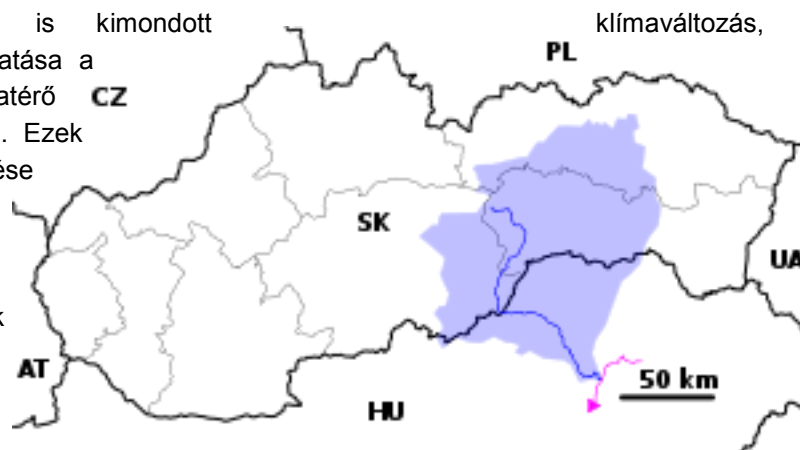 is kimondott klímaváltozás,
atása a
atérő
. Ezek
ése
k
PL
CZ
SK
UA
AT
HU
50 km